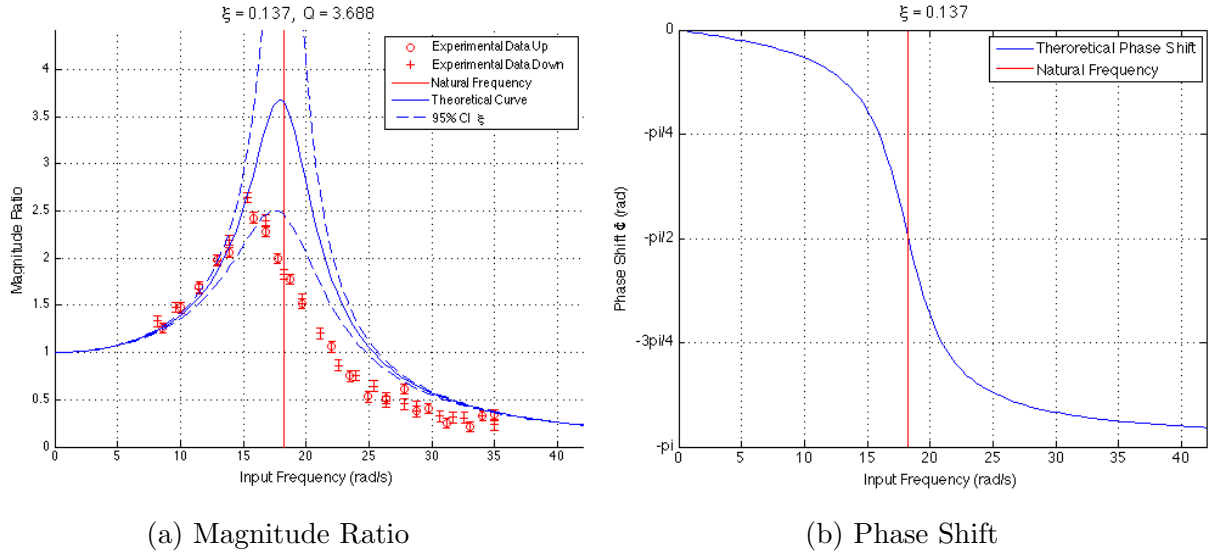 ξ = 0.137, Q = 3.688
Experimental Data Up
Experimental Data Down
Natural Frequency
Theoretical Curve
95% CI ξ
Magnitude Ratio
4
3.5
3
2.5
2
1.5
1
0.5
0
0 5 10 15 20 25 30 35 40
Input Frequency (rad/s)
(a) Magnitude Ratio
ξ = 0.137
Theroretical Phase Shift
Natural Frequency
Phase Shift Φ (rad)
0
-pi/4
-pi/2
-3pi/4
-pi
0 5 10 15 20 25 30 35 40
Input Frequency (rad/s)
(b) Phase Shift